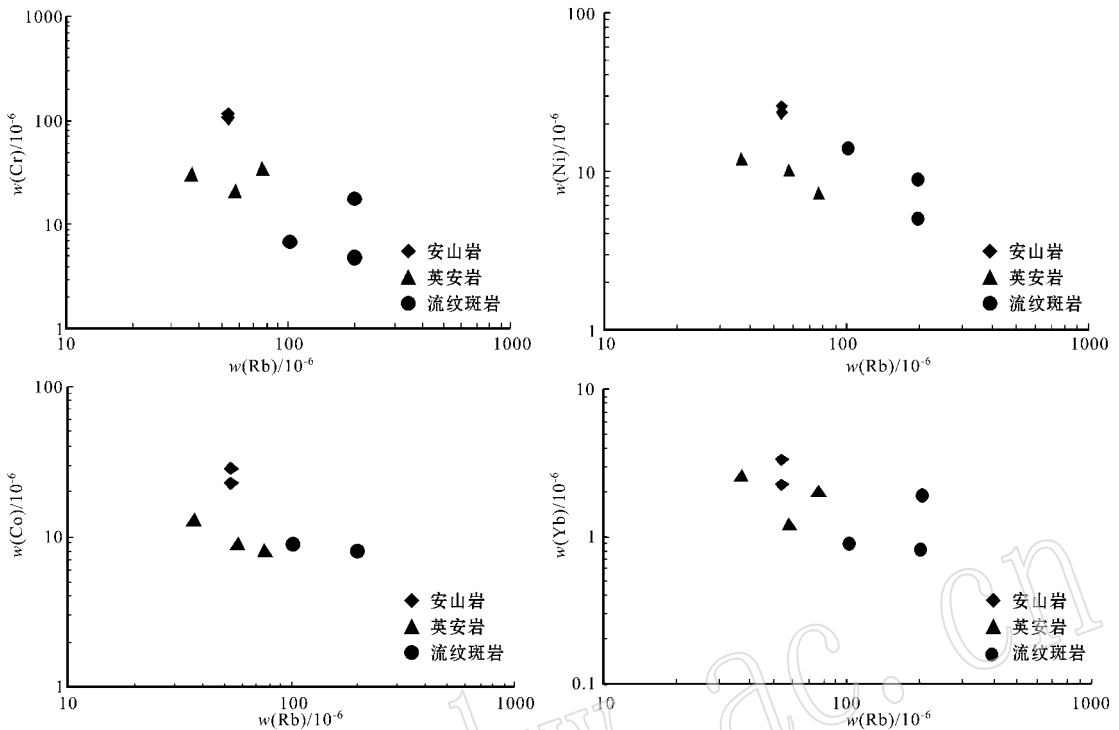 1000
100
10
1
w(Cr)/10⁻⁶
10
100
1000
w(Rb)/10⁻⁶
◆ 安山岩
▲ 英安岩
● 流纹斑岩
100
10
1
w(Ni)/10⁻⁶
10
100
1000
w(Rb)/10⁻⁶
◆ 安山岩
▲ 英安岩
● 流纹斑岩
100
10
1
w(Co)/10⁻⁶
10
100
1000
w(Rb)/10⁻⁶
◆ 安山岩
▲ 英安岩
● 流纹斑岩
10
1
0.1
w(Yb)/10⁻⁶
10
100
1000
w(Rb)/10⁻⁶
◆ 安山岩
▲ 英安岩
● 流纹斑岩
ac.cn